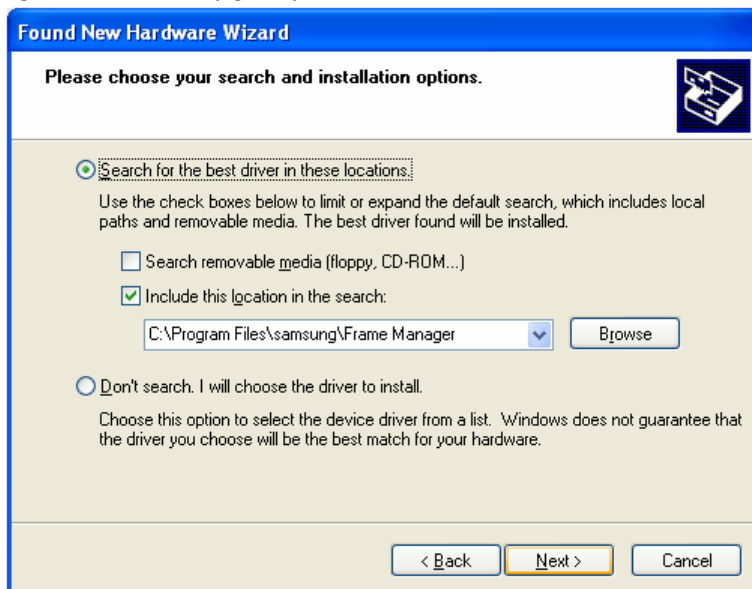 Found New Hardware Wizard
Please choose your search and installation options.
Search for the best driver in these locations.
Use the check boxes below to limit or expand the default search, which includes local
paths and removable media. The best driver found will be installed.
Search removable media (floppy, CD-ROM...)
Include this location in the search:
C:\Program Files\samsung\Frame Manager
Browse
Don't search. I will choose the driver to install.
Choose this option to select the device driver from a list. Windows does not guarantee that
the driver you choose will be the best match for your hardware.
< Back Next > Cancel